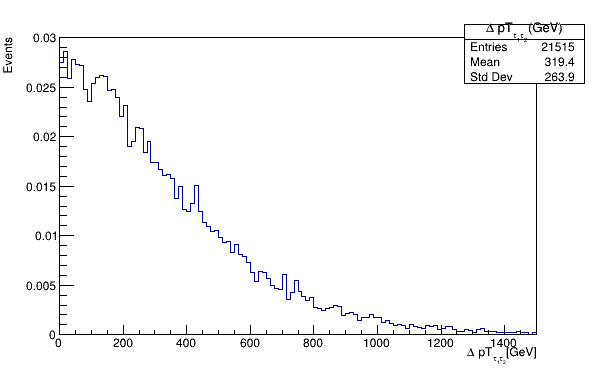 Δ pT_τ₁τ₂(GeV)
Entries 21515
Mean 319.4
Std Dev 263.9
Events
0.03
0.025
0.02
0.015
0.01
0.005
0
0 200 400 600 800 1000 1200 1400
Δ pT_τ₁τ₂[GeV]